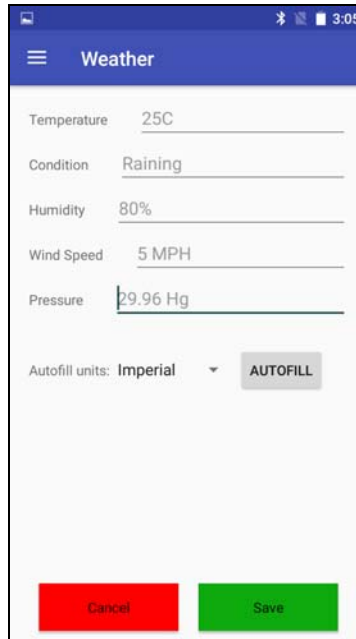 3:05
Weather
Temperature 25C
Condition Raining
Humidity 80%
Wind Speed 5 MPH
Pressure 29.96 Hg
Autofill units: Imperial AUTOFILL
Cancel Save